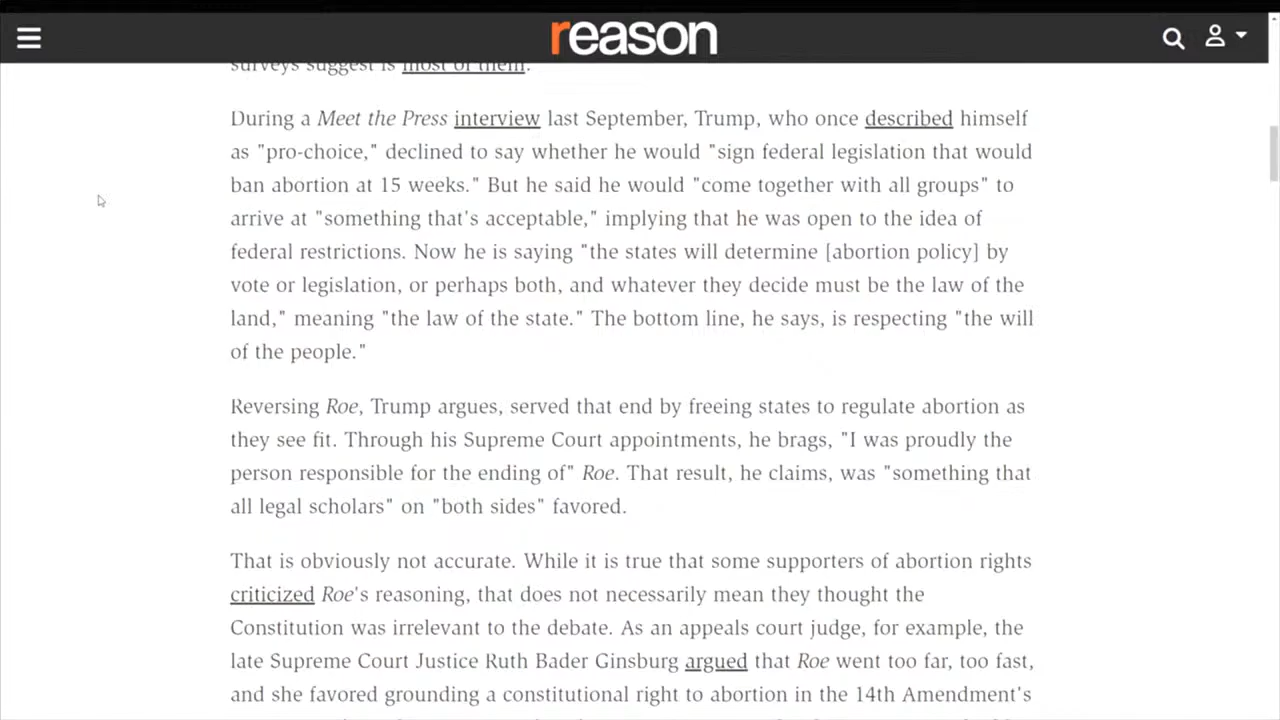 reason
surveys suggest is most of them.
During a Meet the Press interview last September, Trump, who once described himself
as "pro-choice," declined to say whether he would "sign federal legislation that would
ban abortion at 15 weeks." But he said he would "come together with all groups" to
arrive at "something that's acceptable," implying that he was open to the idea of
federal restrictions. Now he is saying "the states will determine [abortion policy] by
vote or legislation, or perhaps both, and whatever they decide must be the law of the
land," meaning "the law of the state." The bottom line, he says, is respecting "the will
of the people."
Reversing Roe, Trump argues, served that end by freeing states to regulate abortion as
they see fit. Through his Supreme Court appointments, he brags, "I was proudly the
person responsible for the ending of" Roe. That result, he claims, was "something that
all legal scholars" on "both sides" favored.
That is obviously not accurate. While it is true that some supporters of abortion rights
criticized Roe's reasoning, that does not necessarily mean they thought the
Constitution was irrelevant to the debate. As an appeals court judge, for example, the
late Supreme Court Justice Ruth Bader Ginsburg argued that Roe went too far, too fast,
and she favored grounding a constitutional right to abortion in the 14th Amendment's